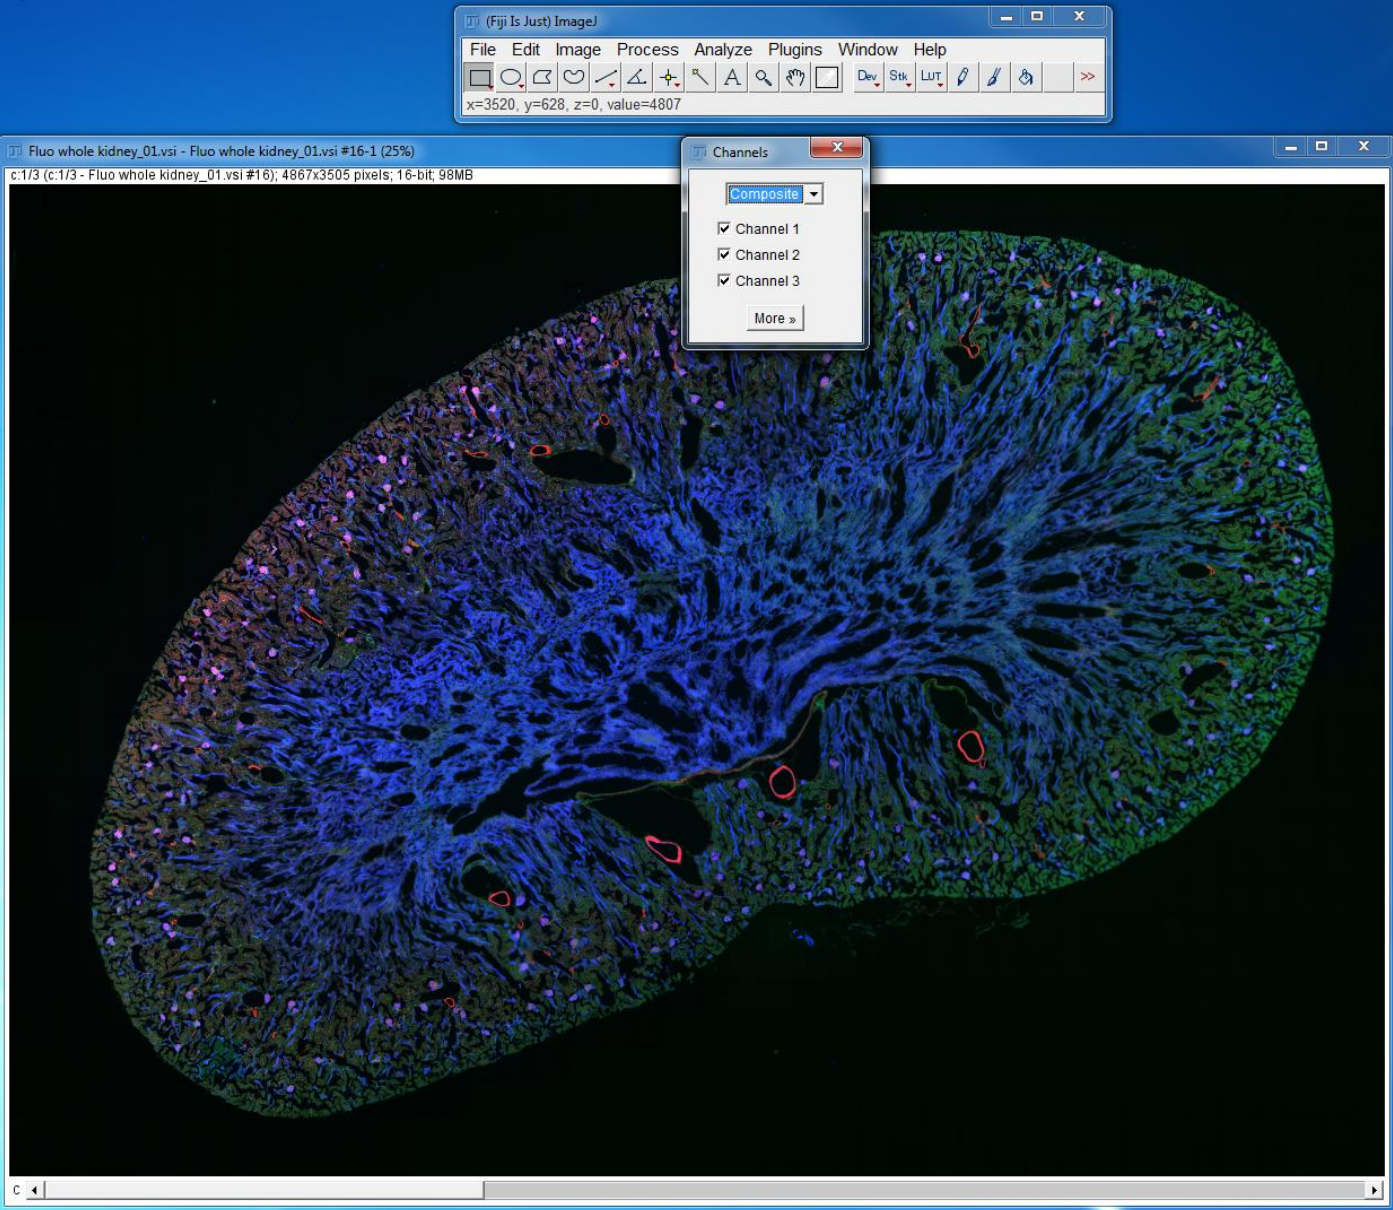 (Fiji Is Just) ImageJ
File Edit Image Process Analyze Plugins Window Help
A Dev Stk LUT >>
x=3520, y=628, z=0, value=4807
Fluo whole kidney_01.vsi - Fluo whole kidney_01.vsi #16-1 (25%)
c:1/3 (c:1/3 - Fluo whole kidney_01.vsi #16); 4867x3505 pixels; 16-bit; 98MB
Channels
Composite
Channel 1
Channel 2
Channel 3
More »
c